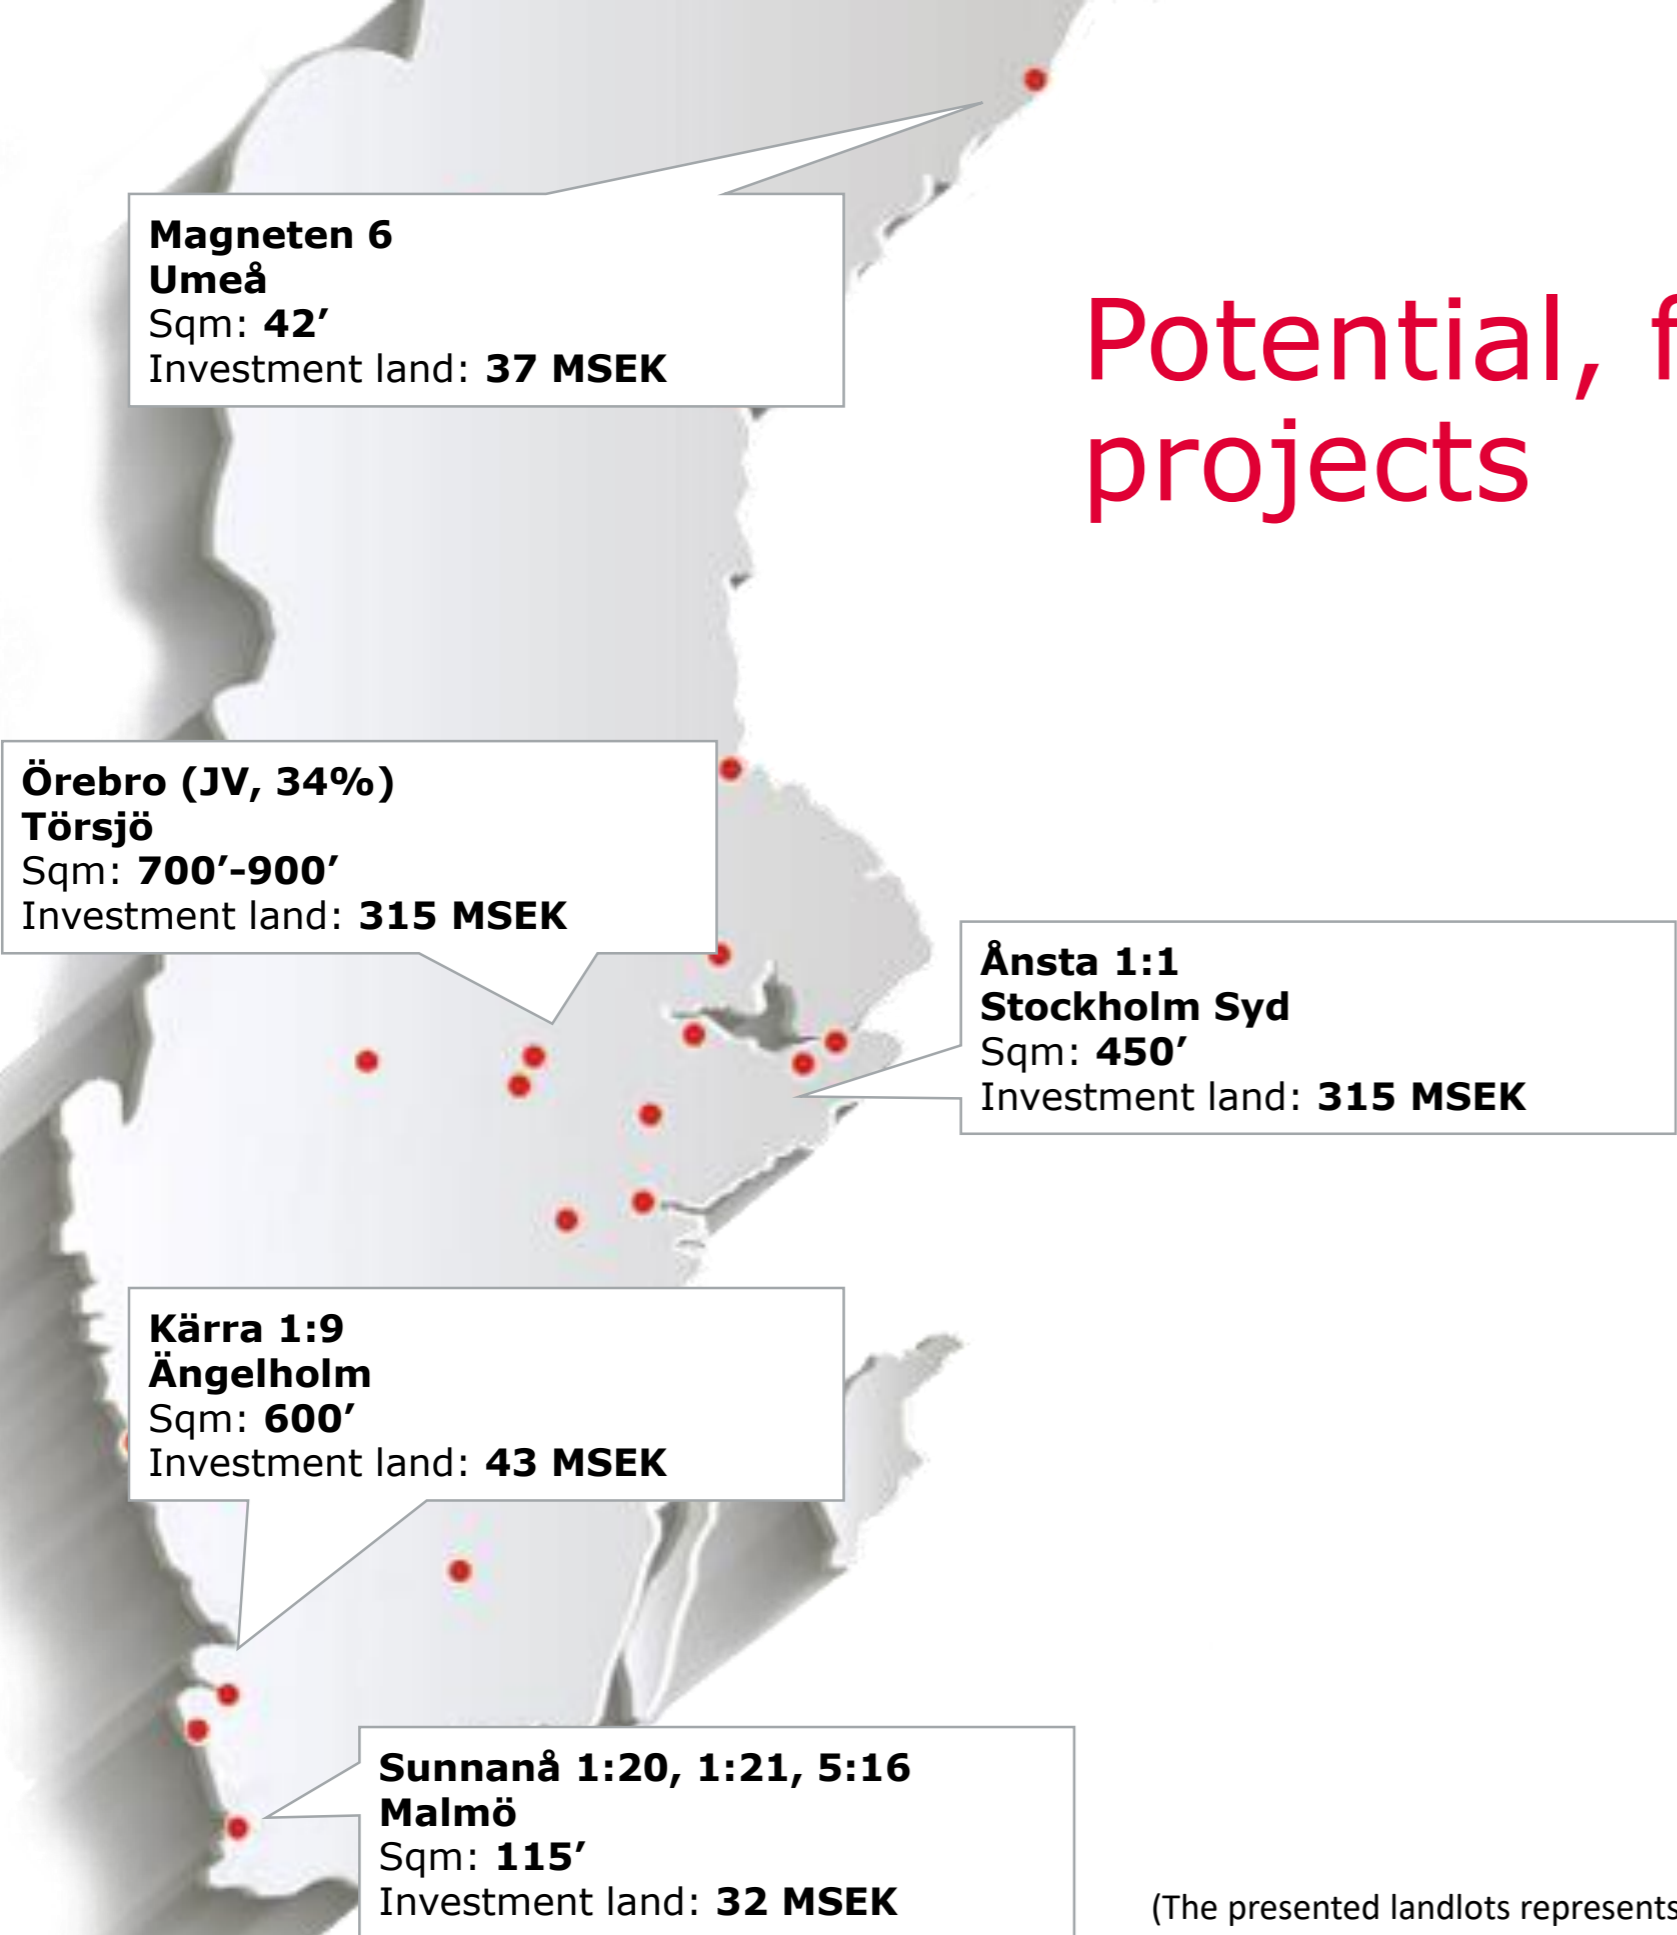 Magneten 6
Umeå
Sqm: 42’
Investment land: 37 MSEK
Potential, f
projects
Örebro (JV, 34%)
Törsjö
Sqm: 700’-900’
Investment land: 315 MSEK
Ånsta 1:1
Stockholm Syd
Sqm: 450’
Investment land: 315 MSEK
Kärra 1:9
Ängelholm
Sqm: 600’
Investment land: 43 MSEK
Sunnanå 1:20, 1:21, 5:16
Malmö
Sqm: 115’
Investment land: 32 MSEK
(The presented landlots represents